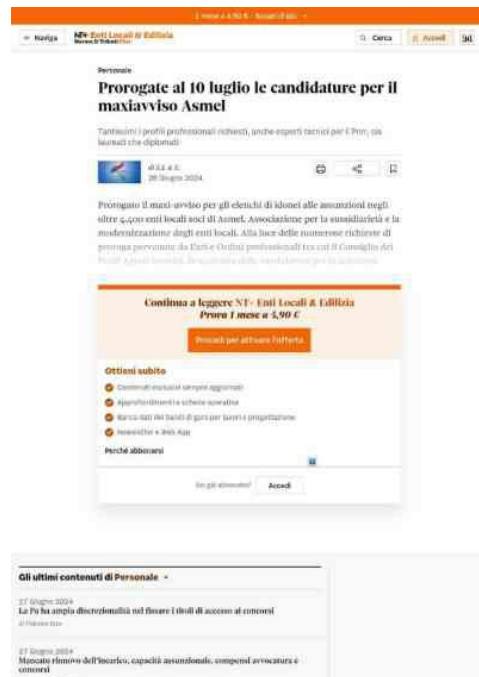 Naviga
NT+ Enti Locali & Edilizia
Cerca
Accedi
Personale
Prorogate al 10 luglio le candidature per il
maxiavviso Asmel
Tantissimi i profili professionali richiesti, anche esperti tecnici per il Pnrr, sia
laureati che diplomati
28 Giugno 2024
Prorogato il maxi-avviso per gli elenchi di idonei alle assunzioni negli
oltre 4.500 enti locali soci di Asmel, Associazione per la sussidiarietà e la
modernizzazione degli enti locali. Alla luce delle numerose richieste di
proroga pervenute da Enti e Ordini professionali tra cui il Consiglio dei
Continua a leggere NT+ Enti Locali & Edilizia
Prova 1 mese a 4,90 €
Procedi per attivare l'offerta
Ottieni subito
Contenuti esclusivi sempre aggiornati
Approfondimenti e schede operative
Banca dati dei bandi di gara per lavori e progettazione
Newsletter e Web App
Perché abbonarsi
Sei già abbonato? Accedi
Gli ultimi contenuti di Personale
27 Giugno 2024
La Pa ha ampia discrezionalità nel fissare i titoli di accesso ai concorsi
27 Giugno 2024
Mancato rinnovo dell'incarico, capacità assunzionale, compensi avvocatura e
concorsi